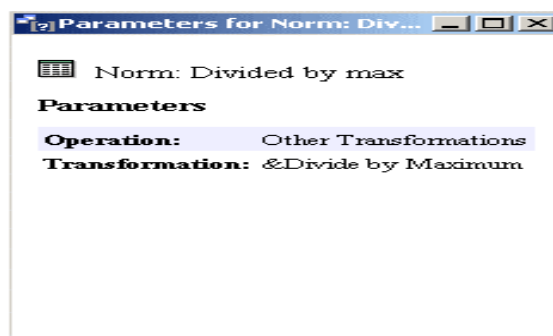 Parameters for Norm: Div...
Norm: Divided by max
Parameters
Operation: Other Transformations
Transformation: &Divide by Maximum